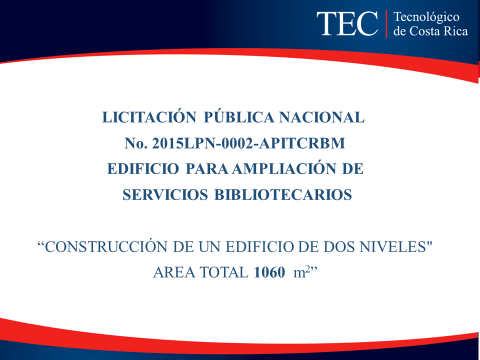 TEC | Tecnológico
de Costa Rica
LICITACIÓN PÚBLICA NACIONAL
No. 2015LPN-0002-APITCRBM
EDIFICIO PARA AMPLIACIÓN DE
SERVICIOS BIBLIOTECARIOS
“CONSTRUCCIÓN DE UN EDIFICIO DE DOS NIVELES"
AREA TOTAL 1060 m²”